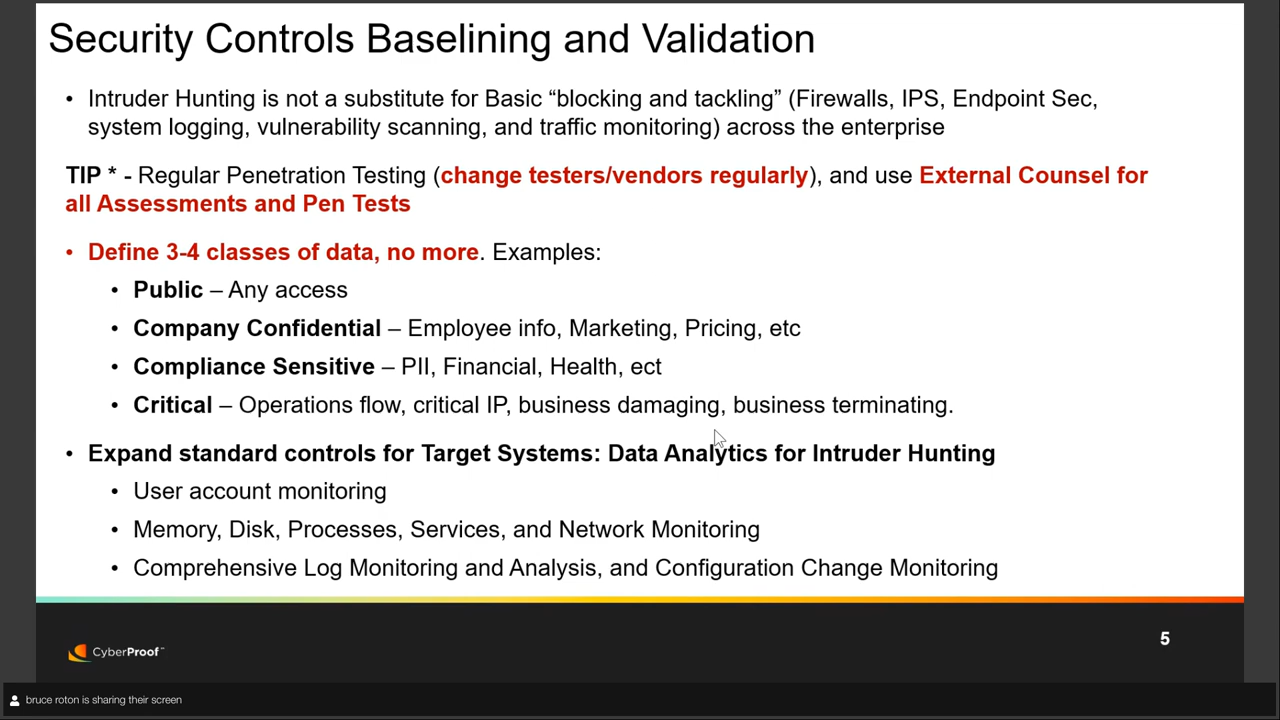 Security Controls Baselining and Validation
• Intruder Hunting is not a substitute for Basic “blocking and tackling” (Firewalls, IPS, Endpoint Sec,
system logging, vulnerability scanning, and traffic monitoring) across the enterprise
TIP * - Regular Penetration Testing (change testers/vendors regularly), and use External Counsel for
all Assessments and Pen Tests
• Define 3-4 classes of data, no more. Examples:
• Public – Any access
• Company Confidential – Employee info, Marketing, Pricing, etc
• Compliance Sensitive – PII, Financial, Health, ect
• Critical – Operations flow, critical IP, business damaging, business terminating.
• Expand standard controls for Target Systems: Data Analytics for Intruder Hunting
• User account monitoring
• Memory, Disk, Processes, Services, and Network Monitoring
• Comprehensive Log Monitoring and Analysis, and Configuration Change Monitoring
5
CyberProof™
bruce roton is sharing their screen